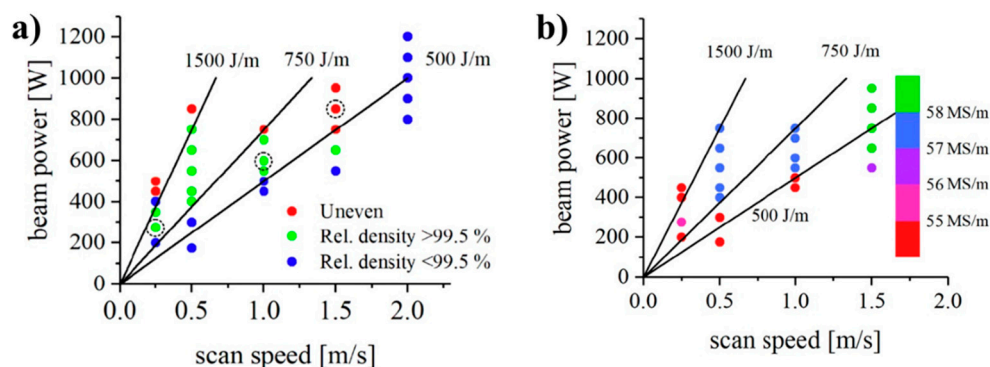 a)
1500 J/m
750 J/m
500 J/m
beam power [W]
1200
1000
800
600
400
200
0
Uneven
Rel. density >99.5 %
Rel. density <99.5 %
0.0 0.5 1.0 1.5 2.0
scan speed [m/s]
b)
1500 J/m
750 J/m
500 J/m
beam power [W]
1200
1000
800
600
400
200
0
58 MS/m
57 MS/m
56 MS/m
55 MS/m
0.0 0.5 1.0 1.5 2.0
scan speed [m/s]